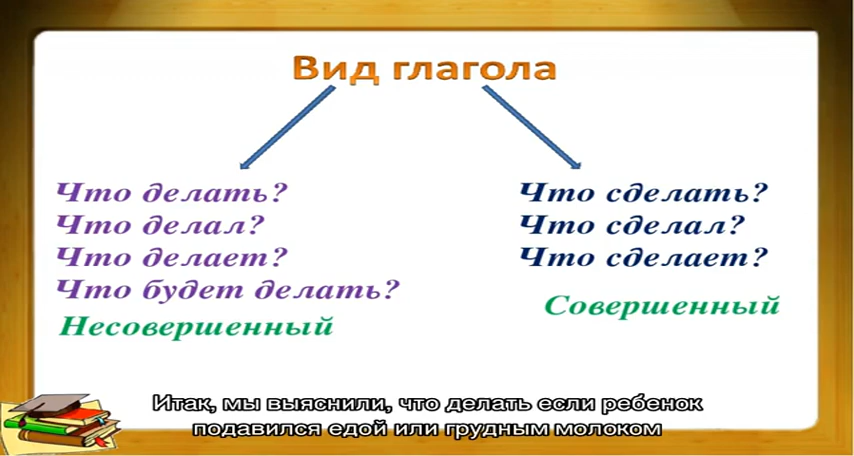 Вид глагола
Что делать?
Что делал?
Что делает?
Что будет делать?
Несовершенный
Что сделать?
Что сделал?
Что сделает?
Совершенный
Итак, мы выяснили, что делать если ребенок
подавился едой или грудным молоком